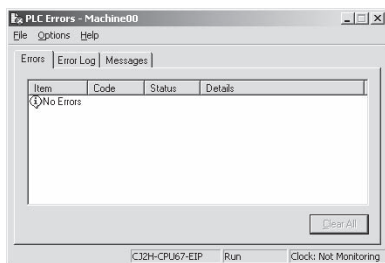 PLC Errors - Machine00
File Options Help
Errors Error Log Messages
Item Code Status Details
No Errors
Clear All
CJ2H-CPU67-EIP Run Clock: Not Monitoring